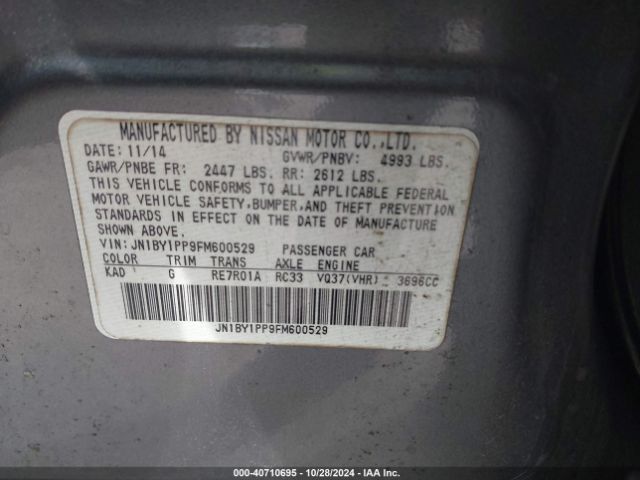 MANUFACTURED BY NISSAN MOTOR CO.,LTD.
DATE: 11/14 GVWR/PNBV: 4993 LBS.
GAWR/PNBE FR: 2447 LBS. RR: 2612 LBS.
THIS VEHICLE CONFORMS TO ALL APPLICABLE FEDERAL
MOTOR VEHICLE SAFETY,BUMPER,AND THEFT PREVENTION
STANDARDS IN EFFECT ON THE DATE OF MANUFACTURE
SHOWN ABOVE.
VIN: JN1BY1PP9FM600529 PASSENGER CAR
COLOR TRIM TRANS AXLE ENGINE
KAD G RE7R01A RC33 VQ37(VHR) 3696CC
JN1BY1PP9FM600529
000-40710695 | 10/28/2024 | IAA Inc.